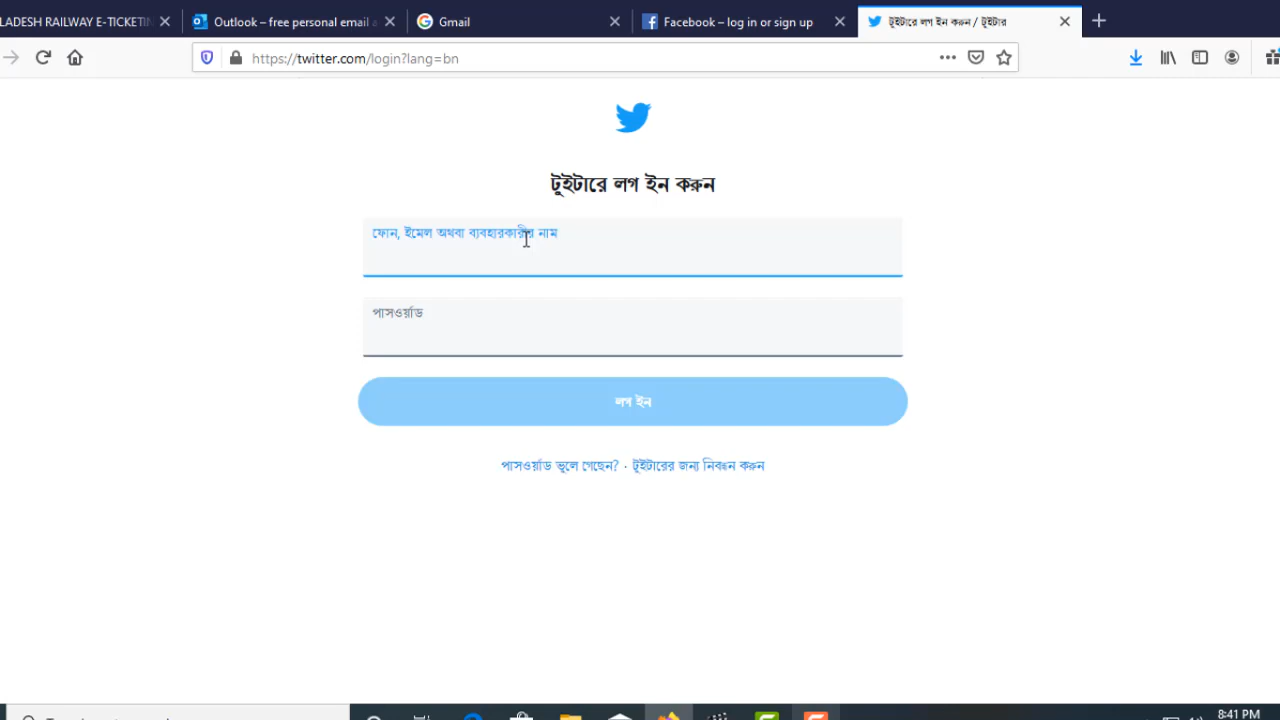 LADESH RAILWAY E-TICKETIN
Outlook – free personal email a
Gmail
Facebook – log in or sign up
টুইটারে লগ ইন করুন / টুইটার
https://twitter.com/login?lang=bn
টুইটারে লগ ইন করুন
ফোন, ইমেল অথবা ব্যবহারকারীর নাম
পাসওয়ার্ড
লগ ইন
পাসওয়ার্ড ভুলে গেছেন? · টুইটারের জন্য নিবন্ধন করুন
8:41 PM